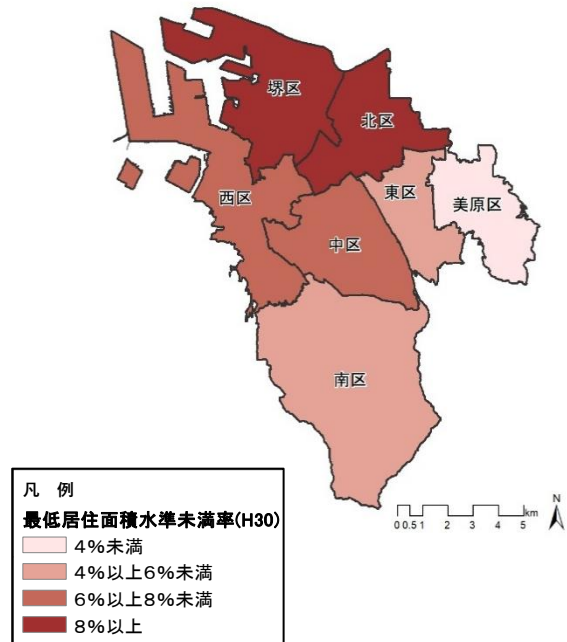 堺区
北区
東区
西区
美原区
中区
南区
凡 例
最低居住面積水準未満率(H30)
4%未満
4%以上6%未満
6%以上8%未満
8%以上
N
km
0 0.5 1 2 3 4 5